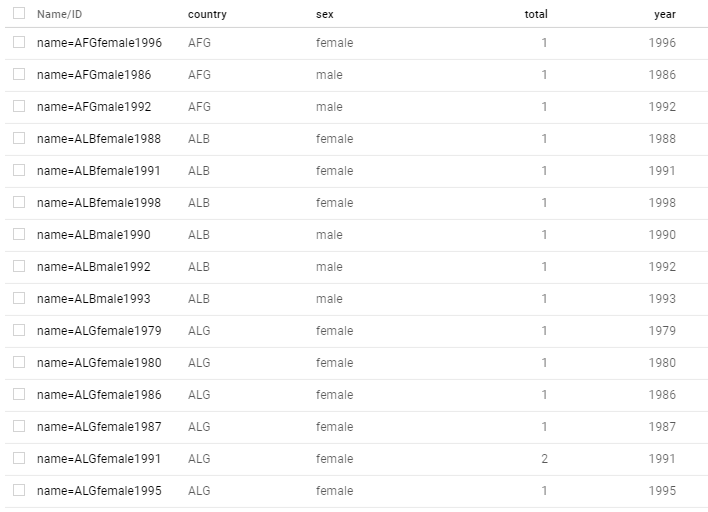 Name/ID country sex total year
name=AFGfemale1996 AFG female 1 1996
name=AFGmale1986 AFG male 1 1986
name=AFGmale1992 AFG male 1 1992
name=ALBfemale1988 ALB female 1 1988
name=ALBfemale1991 ALB female 1 1991
name=ALBfemale1998 ALB female 1 1998
name=ALBmale1990 ALB male 1 1990
name=ALBmale1992 ALB male 1 1992
name=ALBmale1993 ALB male 1 1993
name=ALGfemale1979 ALG female 1 1979
name=ALGfemale1980 ALG female 1 1980
name=ALGfemale1986 ALG female 1 1986
name=ALGfemale1987 ALG female 1 1987
name=ALGfemale1991 ALG female 2 1991
name=ALGfemale1995 ALG female 1 1995